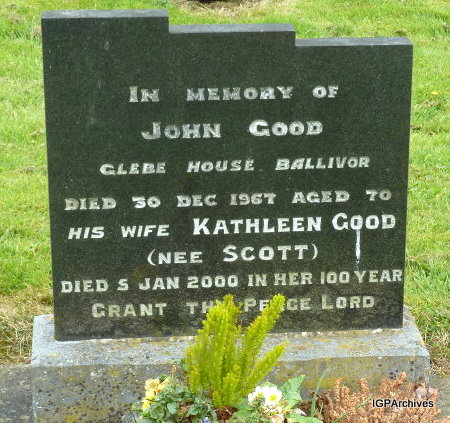 In memory of
John Good
Glebe House Ballivor
Died 30 Dec 1967 aged 70
his wife Kathleen Good
(nee Scott)
Died 5 Jan 2000 in her 100 year
Grant Peace Lord
IGPArchives